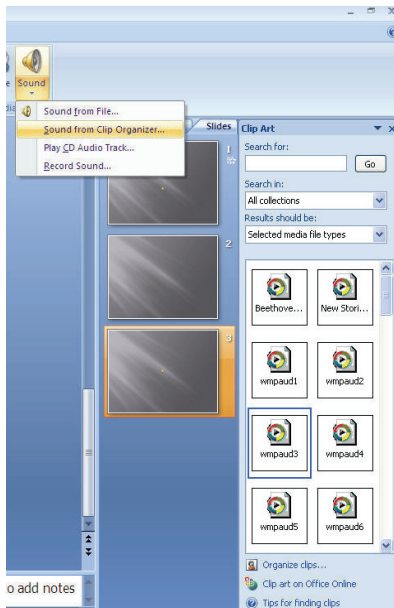 Sound
Sound from File...
Sound from Clip Organizer...
Play CD Audio Track...
Record Sound...
Slides
1
2
3
Clip Art
Search for:
Go
Search in:
All collections
Results should be:
Selected media file types
Beethove...
New Stori...
wmpaud1
wmpaud2
wmpaud3
wmpaud4
wmpaud5
wmpaud6
Organize clips...
Clip art on Office Online
Tips for finding clips
o add notes